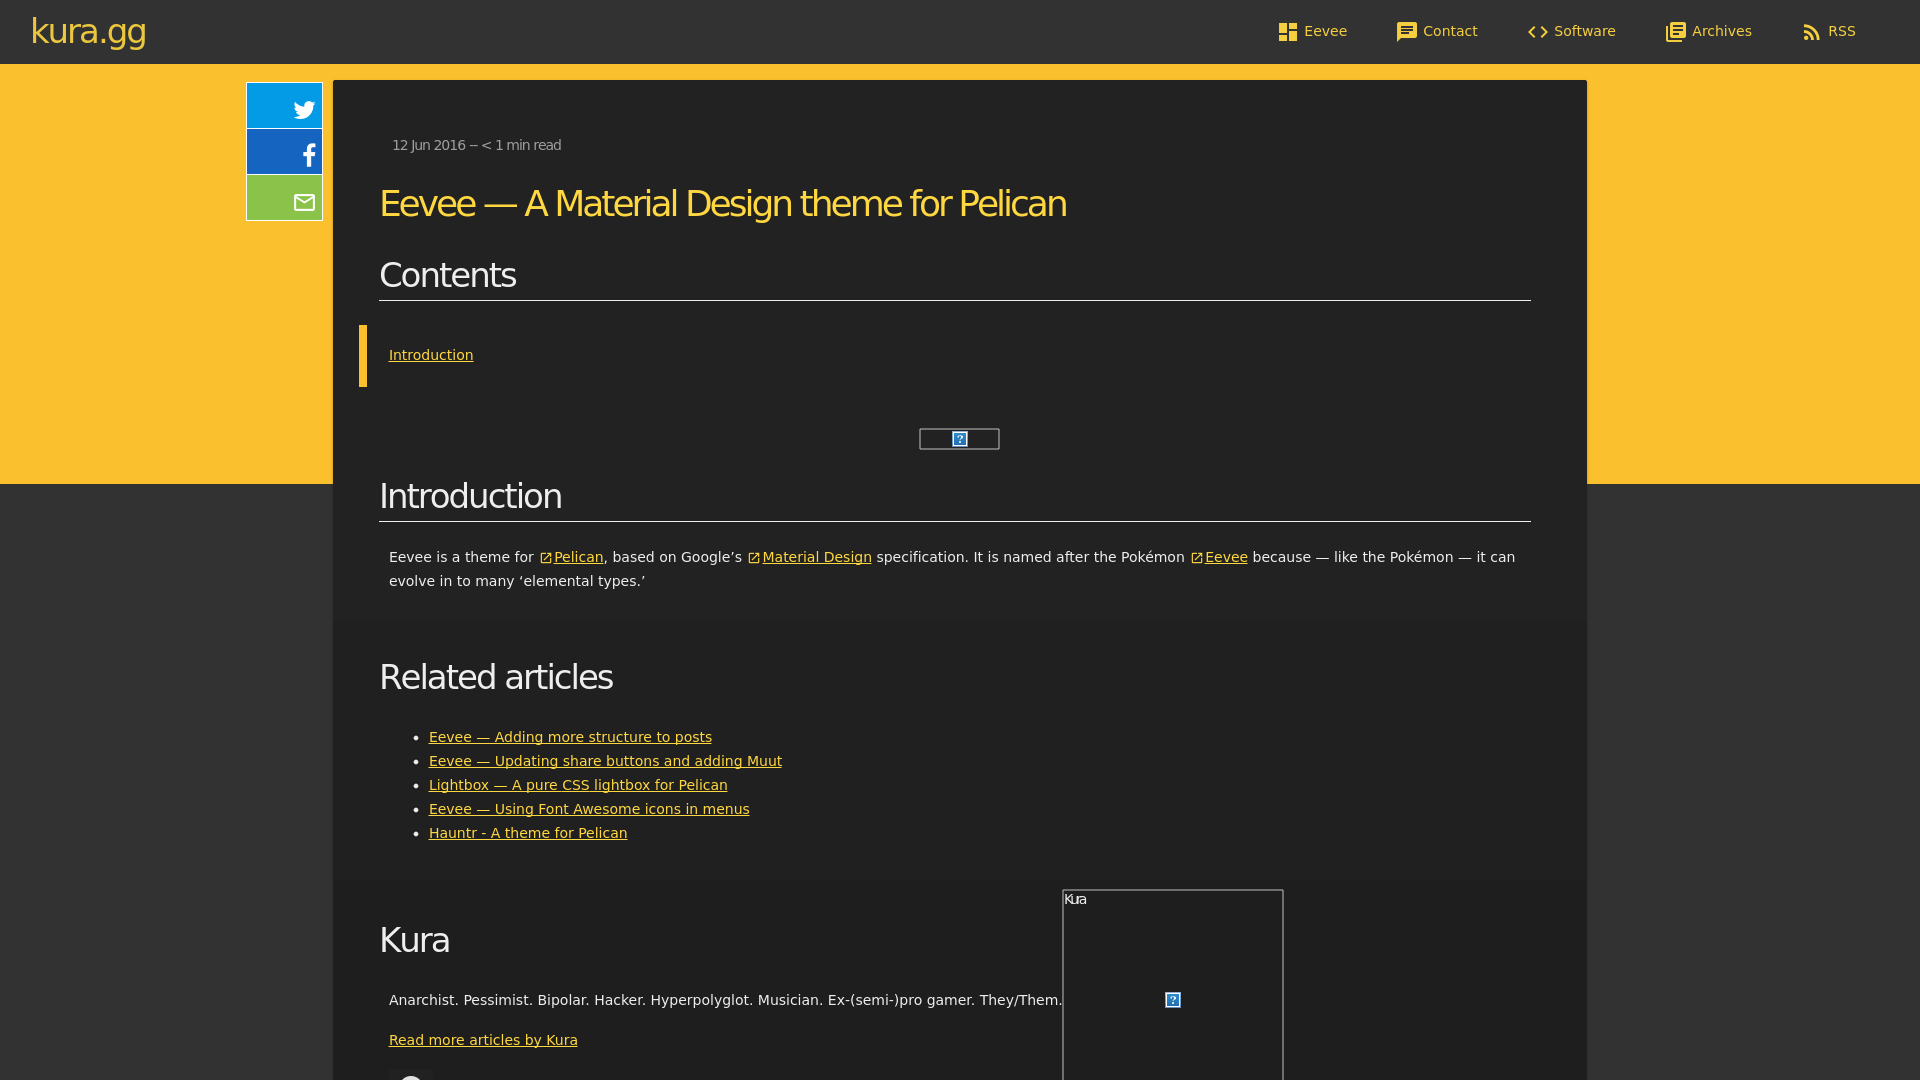 kura.gg
Eevee
Contact
Software
Archives
RSS
12 Jun 2016 -- < 1 min read
Eevee — A Material Design theme for Pelican
Contents
Introduction
Introduction
Eevee is a theme for Pelican, based on Google’s Material Design specification. It is named after the Pokémon Eevee because — like the Pokémon — it can
evolve in to many ‘elemental types.’
Related articles
Eevee — Adding more structure to posts
Eevee — Updating share buttons and adding Muut
Lightbox — A pure CSS lightbox for Pelican
Eevee — Using Font Awesome icons in menus
Hauntr - A theme for Pelican
Kura
Kura
Anarchist. Pessimist. Bipolar. Hacker. Hyperpolyglot. Musician. Ex-(semi-)pro gamer. They/Them.
Read more articles by Kura